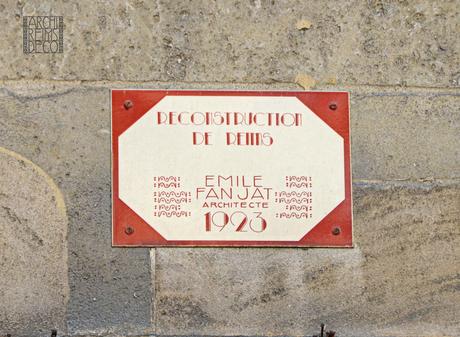 ARCHI
REIMS
DECO
RECONSTRUCTION
DE REIMS
EMILE
FANJAT
ARCHITECTE
1923